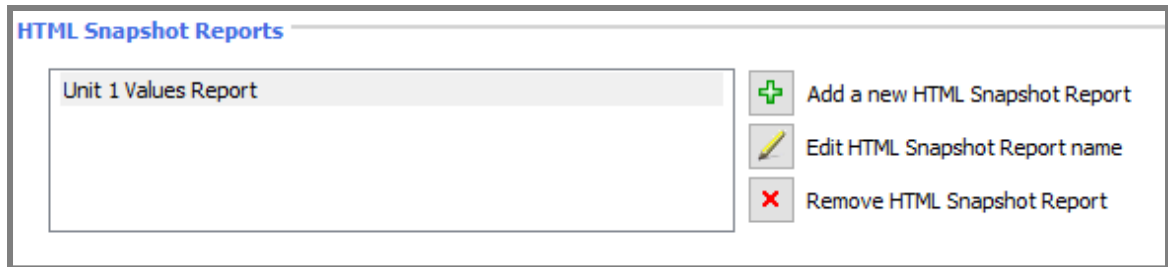 HTML Snapshot Reports
Unit 1 Values Report
Add a new HTML Snapshot Report
Edit HTML Snapshot Report name
Remove HTML Snapshot Report